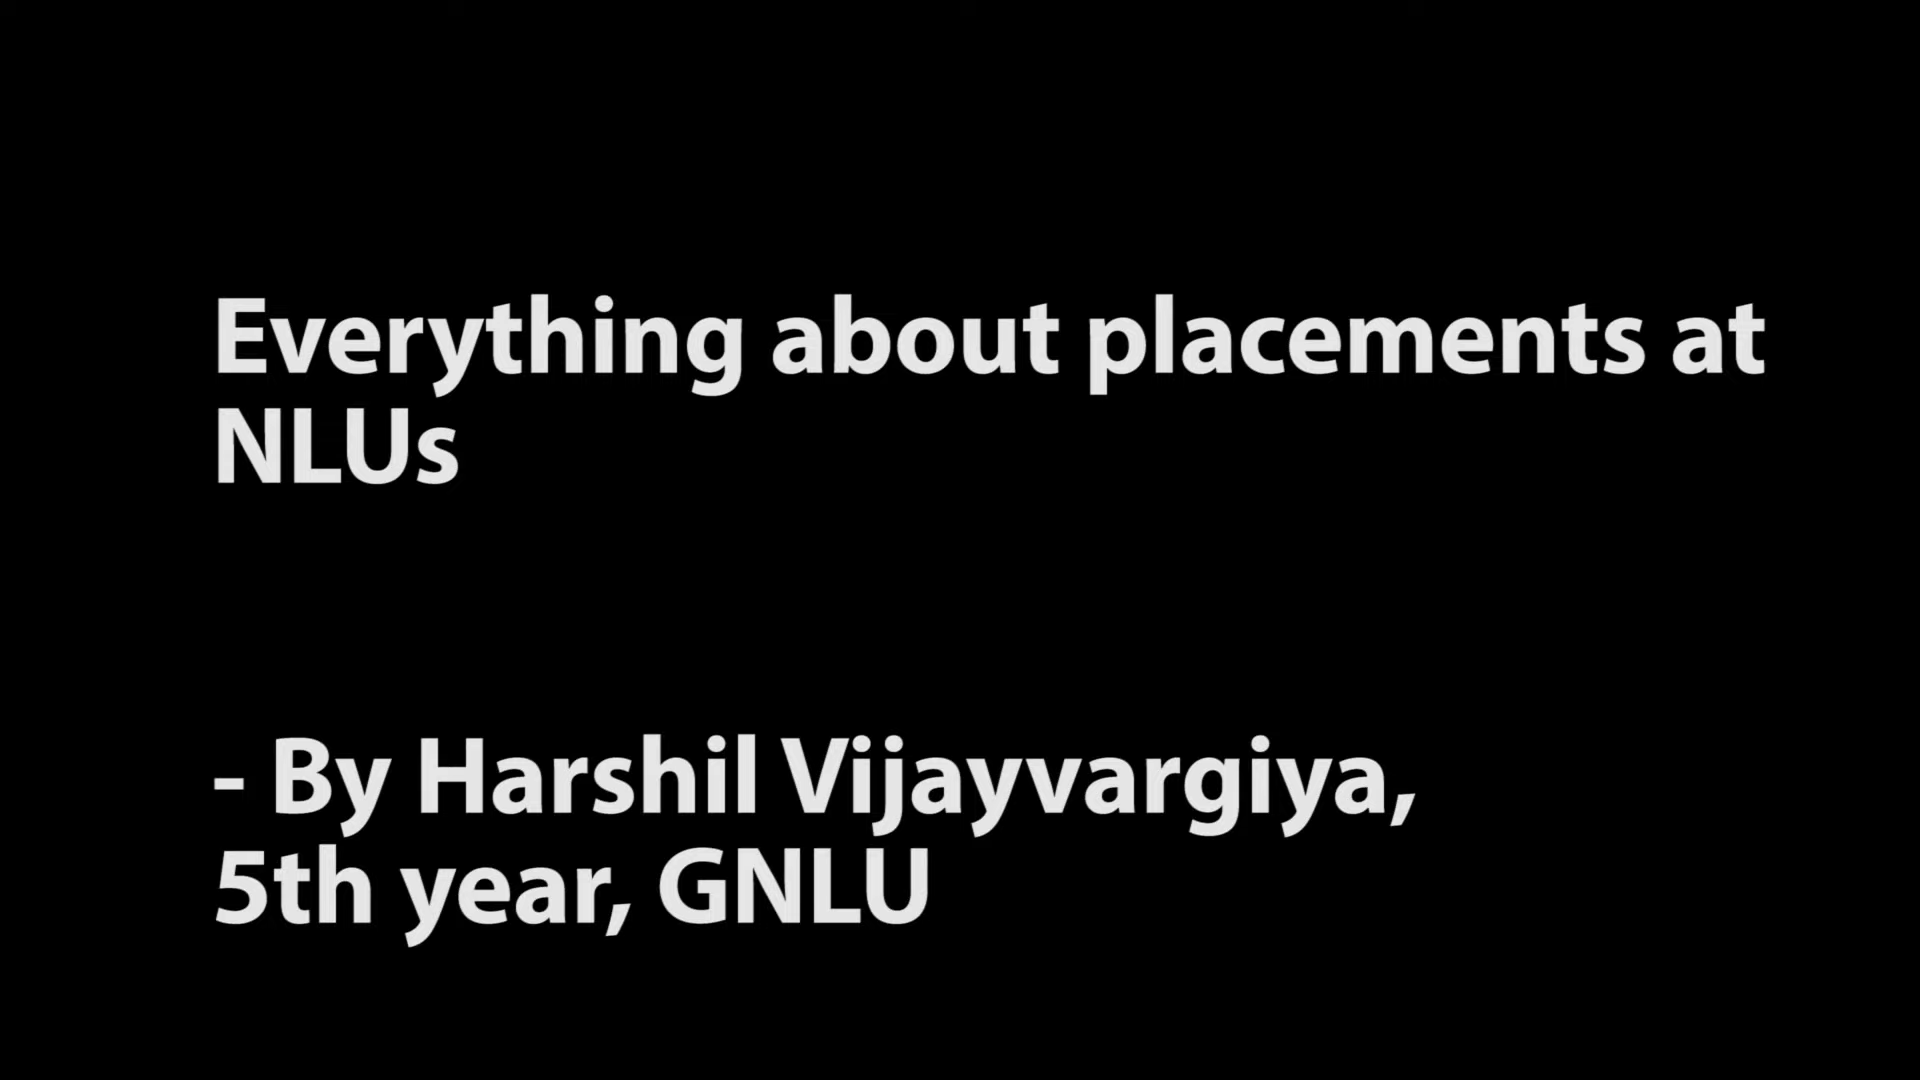 Everything about placements at
NLUs
- By Harshil Vijayvargiya,
5th year, GNLU